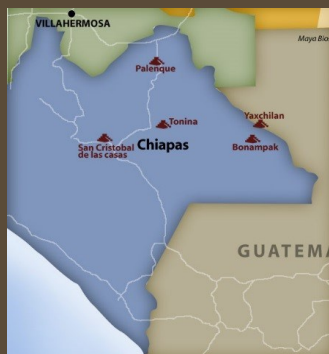 VILLAHERMOSA
Maya Bio
Palenque
Tonina
Yaxchilan
San Cristobal
de las casas
Chiapas
Bonampak
GUATEMA